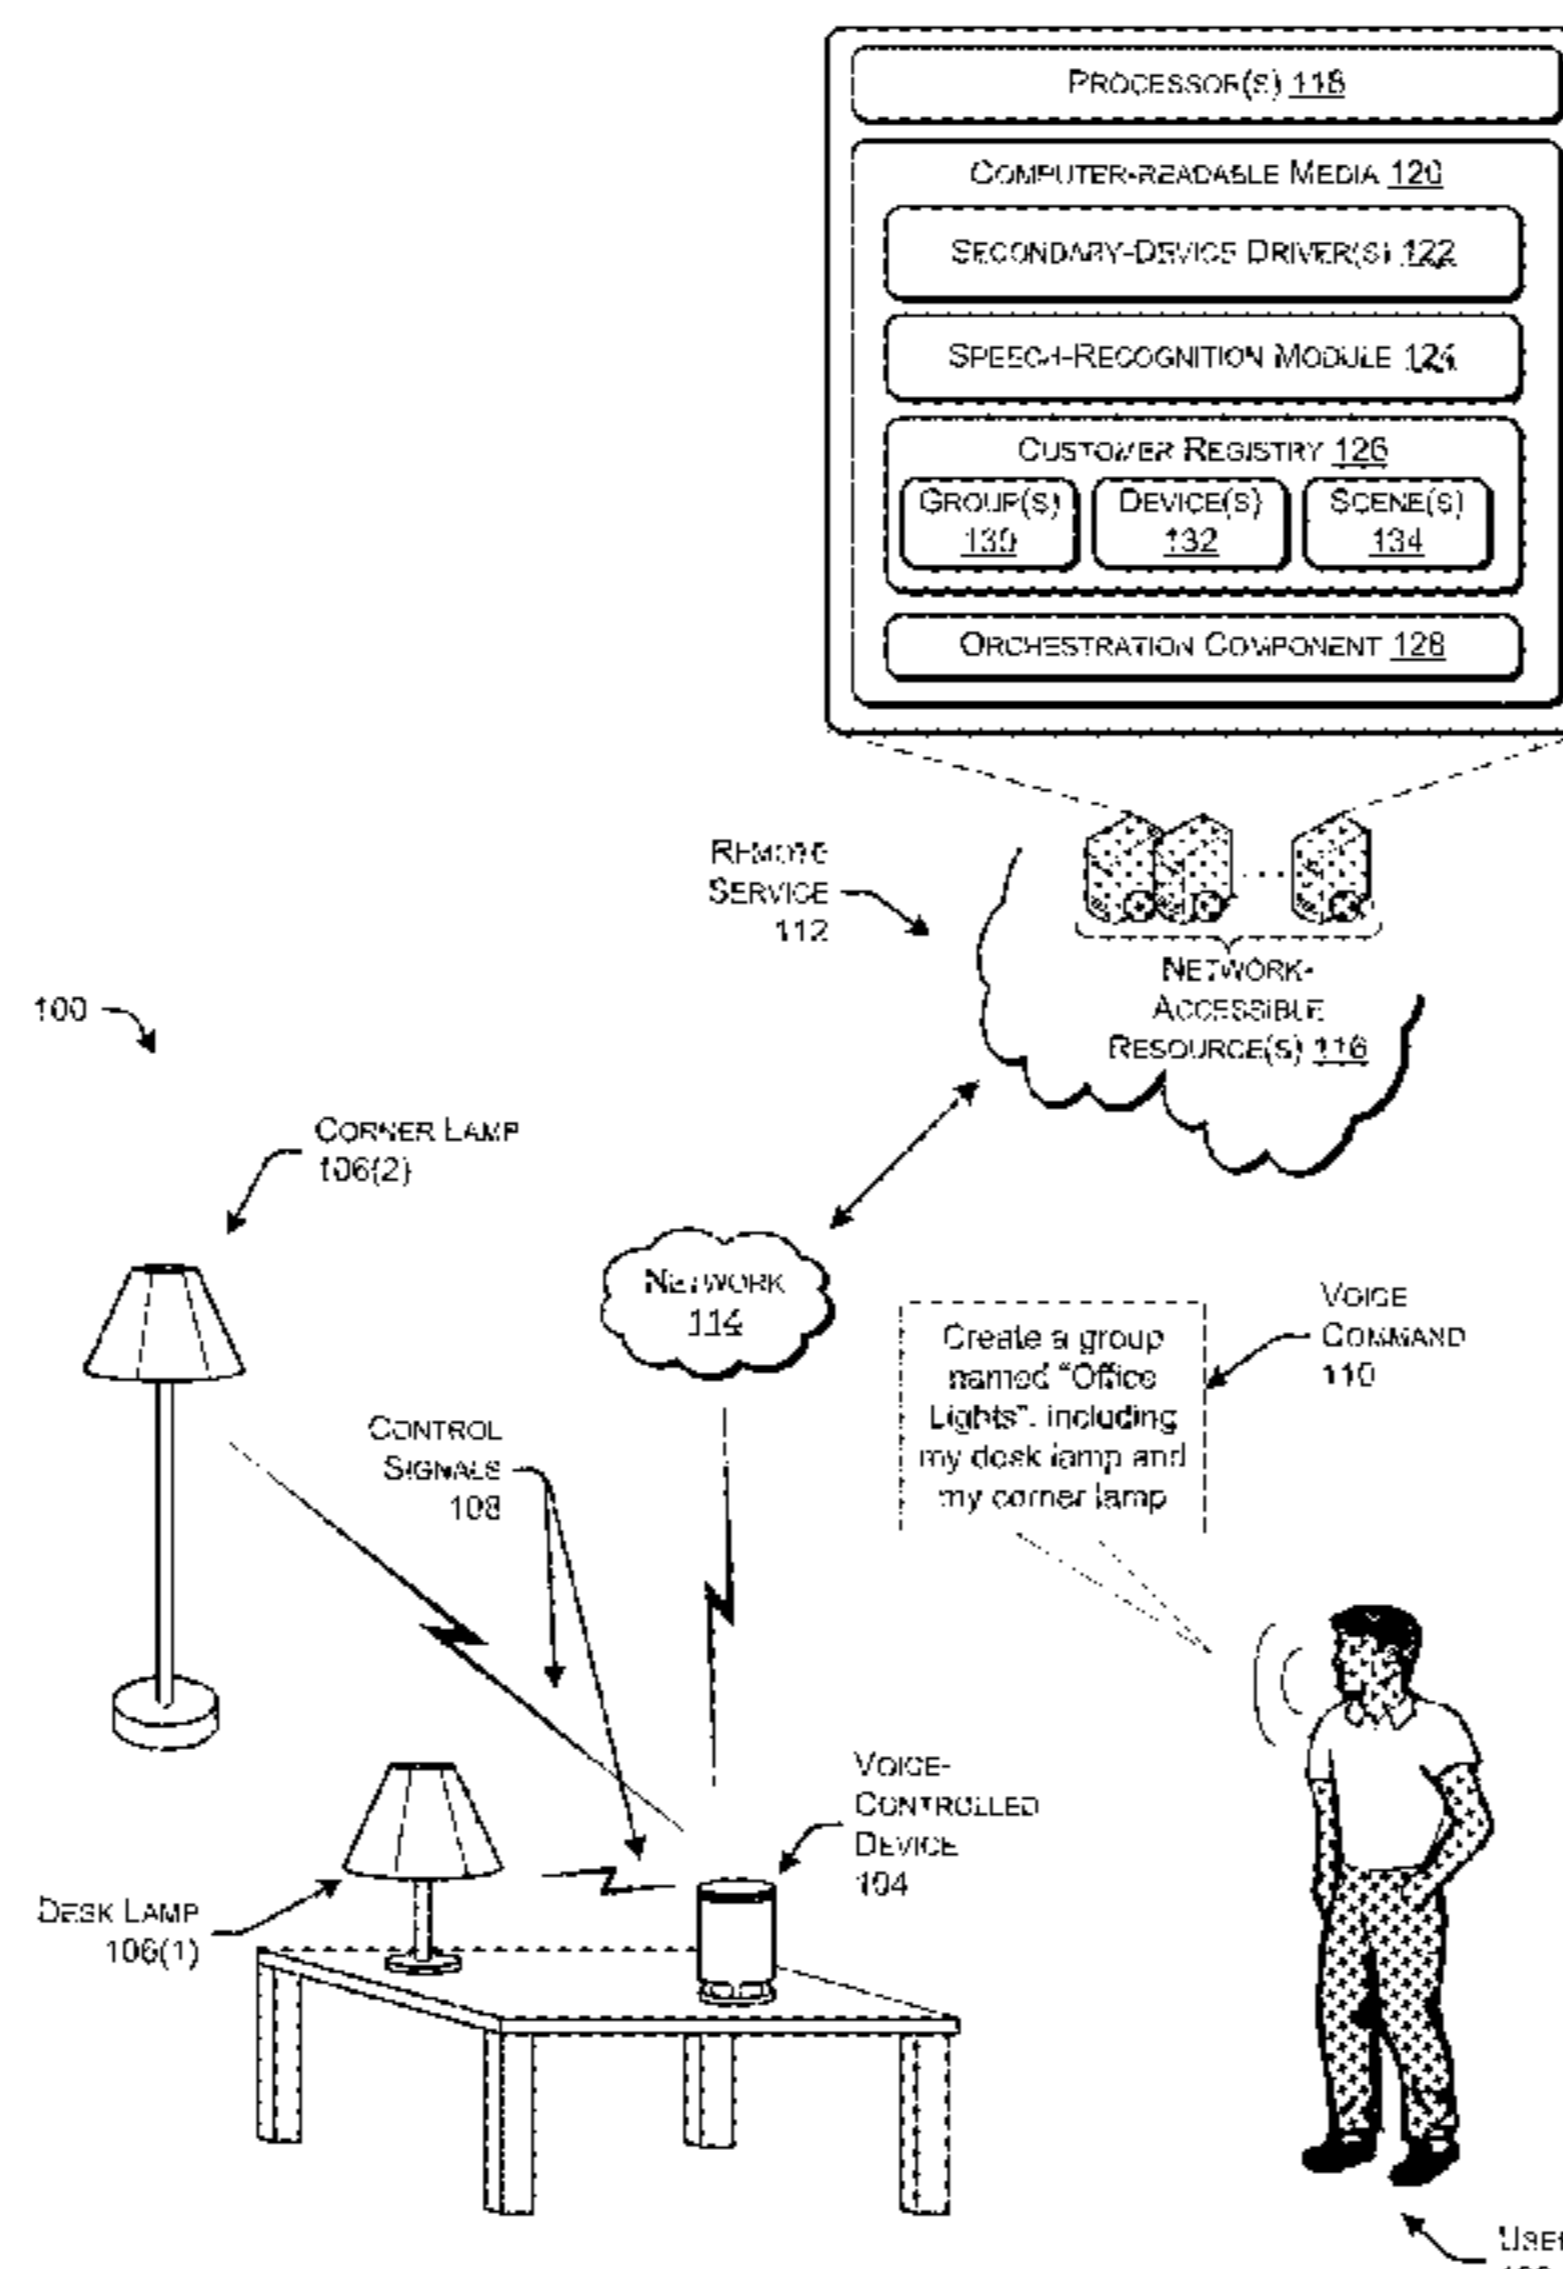 PROCESSOR(S) 118
COMPUTER-READABLE MEDIA 120
SECONDARY-DEVICE DRIVER(S) 122
SPEECH-RECOGNITION MODULE 124
CUSTOMER REGISTRY 126
GROUP(S)
130
DEVICE(S)
132
SCENE(S)
134
ORCHESTRATION COMPONENT 128
REMOTE
SERVICE
112
NETWORK-
ACCESSIBLE
RESOURCE(S) 116
100
CORNER LAMP
106(2)
NETWORK
114
VOICE
COMMAND
110
Create a group
named "Office
Lights", including
my desk lamp and
my corner lamp
CONTROL
SIGNALS
108
VOICE-
CONTROLLED
DEVICE
104
DESK LAMP
106(1)